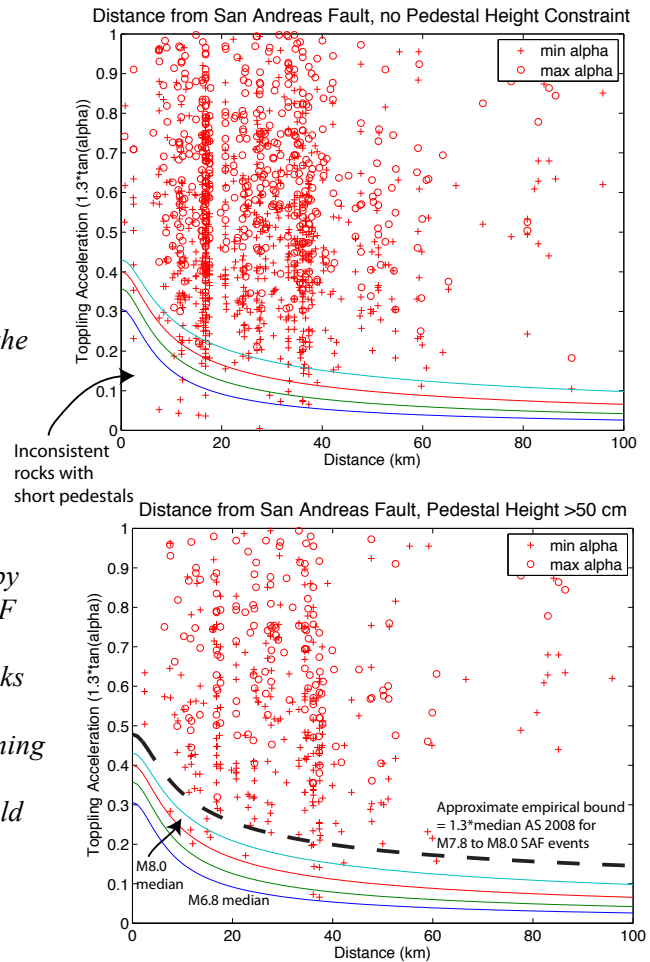 Distance from San Andreas Fault, no Pedestal Height Constraint
min alpha
max alpha
1
0.9
0.8
0.7
0.6
0.5
0.4
0.3
0.2
0.1
0
Toppling Acceleration (1.3*tan(alpha))
0 20 40 60 80 100
Distance (km)
the
Inconsistent
rocks with
short pedestals
Distance from San Andreas Fault, Pedestal Height >50 cm
min alpha
max alpha
1
0.9
0.8
0.7
0.6
0.5
0.4
0.3
0.2
0.1
0
Toppling Acceleration (1.3*tan(alpha))
Approximate empirical bound
= 1.3*median AS 2008 for
M7.8 to M8.0 SAF events
M8.0
median
M6.8 median
0 20 40 60 80 100
Distance (km)
by
F
ks
ning
ld